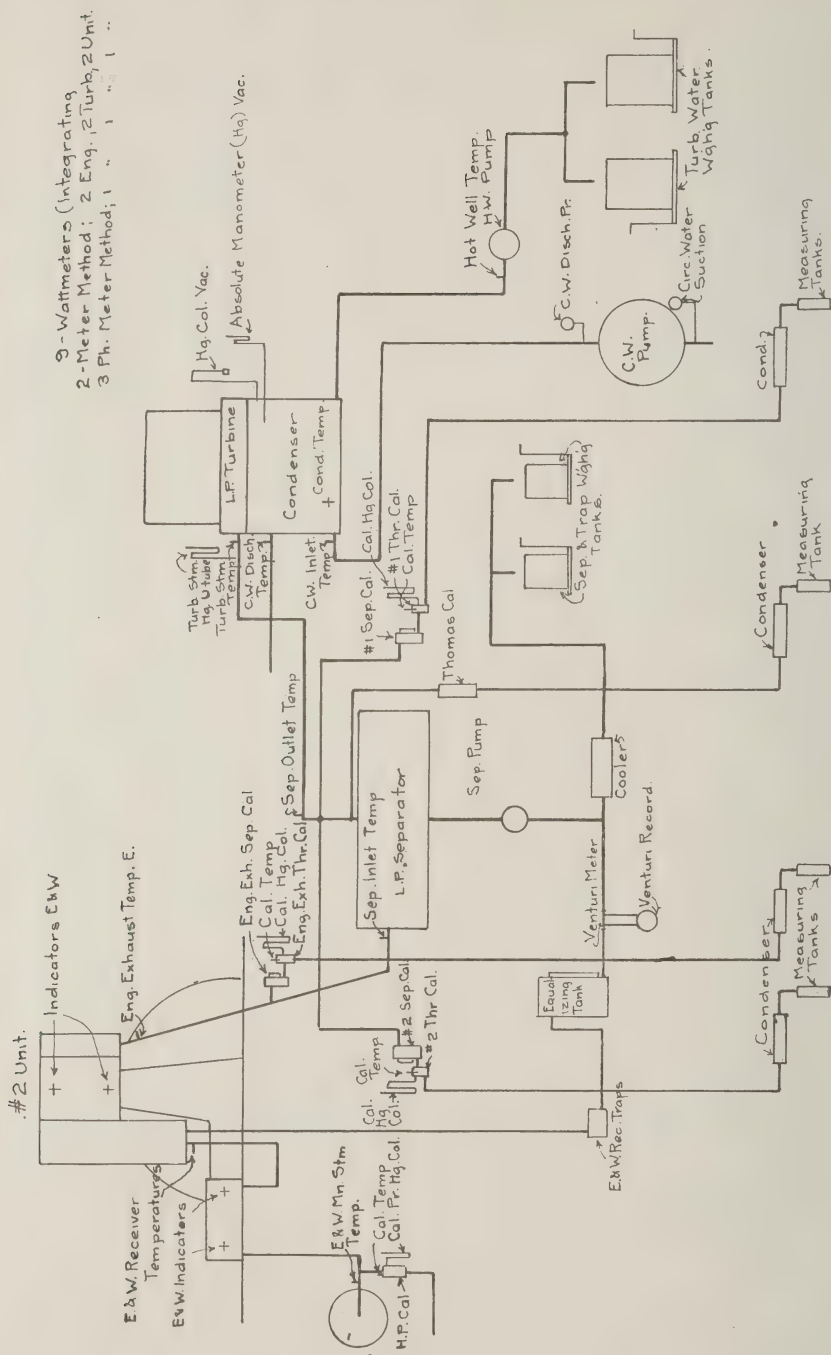 9-Wattmeters (Integrating
2-Meter Method; 2 Eng., 2 Turb, 2 Unit.
3 Ph. Meter Method; 1 " 1 " 1 "
#2 Unit.
Indicators E&W
Eng. Exhaust Temp. E.
E.&W. Receiver
Temperatures
E&W. Indicators
E&W. Mn. Stm
Temp.
Cal. Temp
Cal. Pr. Hg. Col.
H.P. Cal
Eng. Exh. Sep Cal
Cal. Temp
Cal. Hg. Col.
Eng. Exh. Thr. Cal
Sep. Outlet Temp
Sep. Inlet Temp
L.P. Separator
Sep. Pump
Cal.
Hg
Col.
Cal.
Temp
#2 Sep. Cal.
#2 Thr Cal.
Turb. Stm.
Hg. U tube
Turb. Stm.
Temp
C.W. Disch.
Temp.
C.W. Inlet.
Temp
L.P. Turbine
Condenser
Cond. Temp
Hg. Col. Vac.
Absolute Manometer (Hg) Vac.
#1 Sep. Cal.
Cal. Hg Col.
#1 Thr. Cal.
Cal. Temp
Thomas Cal
Hot Well Temp.
H.W. Pump
C.W. Disch. Pr.
C.W.
Pump.
Circ. Water
Suction
Turb. Water
W'gh'g Tanks.
Sep & Trap W'gh'g
Tanks.
Cooler
Venturi Meter
Venturi Record.
Equal-
izing
Tank
E.&W. Rec. Traps
Condenser
Measuring
Tanks
Condenser
Measuring
Tank
Cond.
Measuring
Tanks.